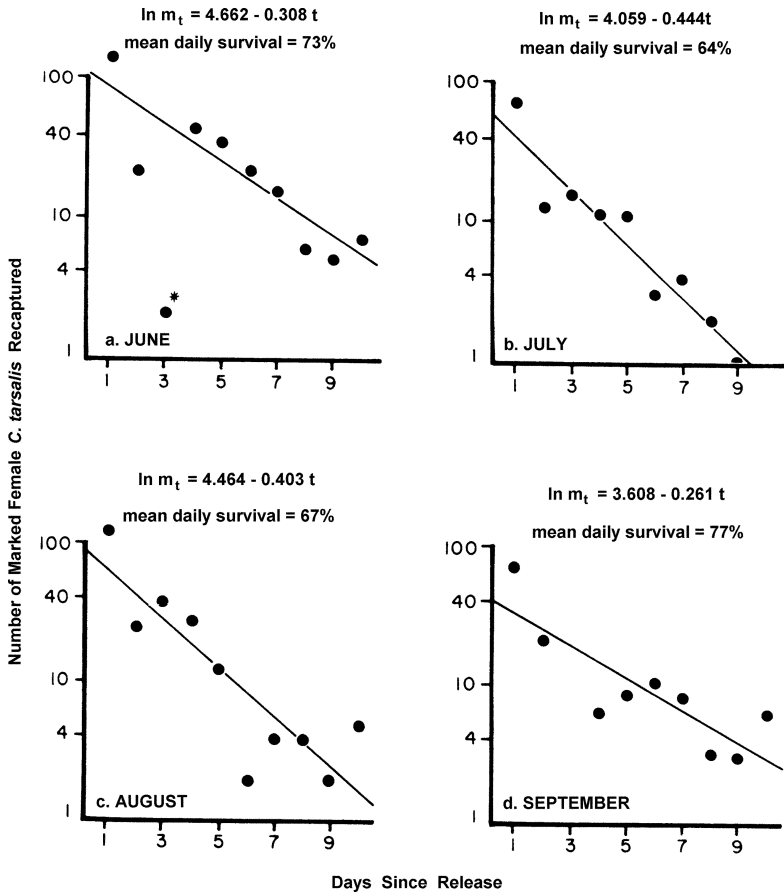 ln m t = 4.662 - 0.308 t
mean daily survival = 73%
100
40
10
4
1
*
a. JUNE
1 3 5 7 9
ln m t = 4.059 - 0.444t
mean daily survival = 64%
100
40
10
4
1
b. JULY
1 3 5 7 9
Number of Marked Female C. tarsalis Recaptured
ln m t = 4.464 - 0.403 t
mean daily survival = 67%
100
40
10
4
1
c. AUGUST
1 3 5 7 9
ln m t = 3.608 - 0.261 t
mean daily survival = 77%
100
40
10
4
1
d. SEPTEMBER
1 3 5 7 9
Days Since Release